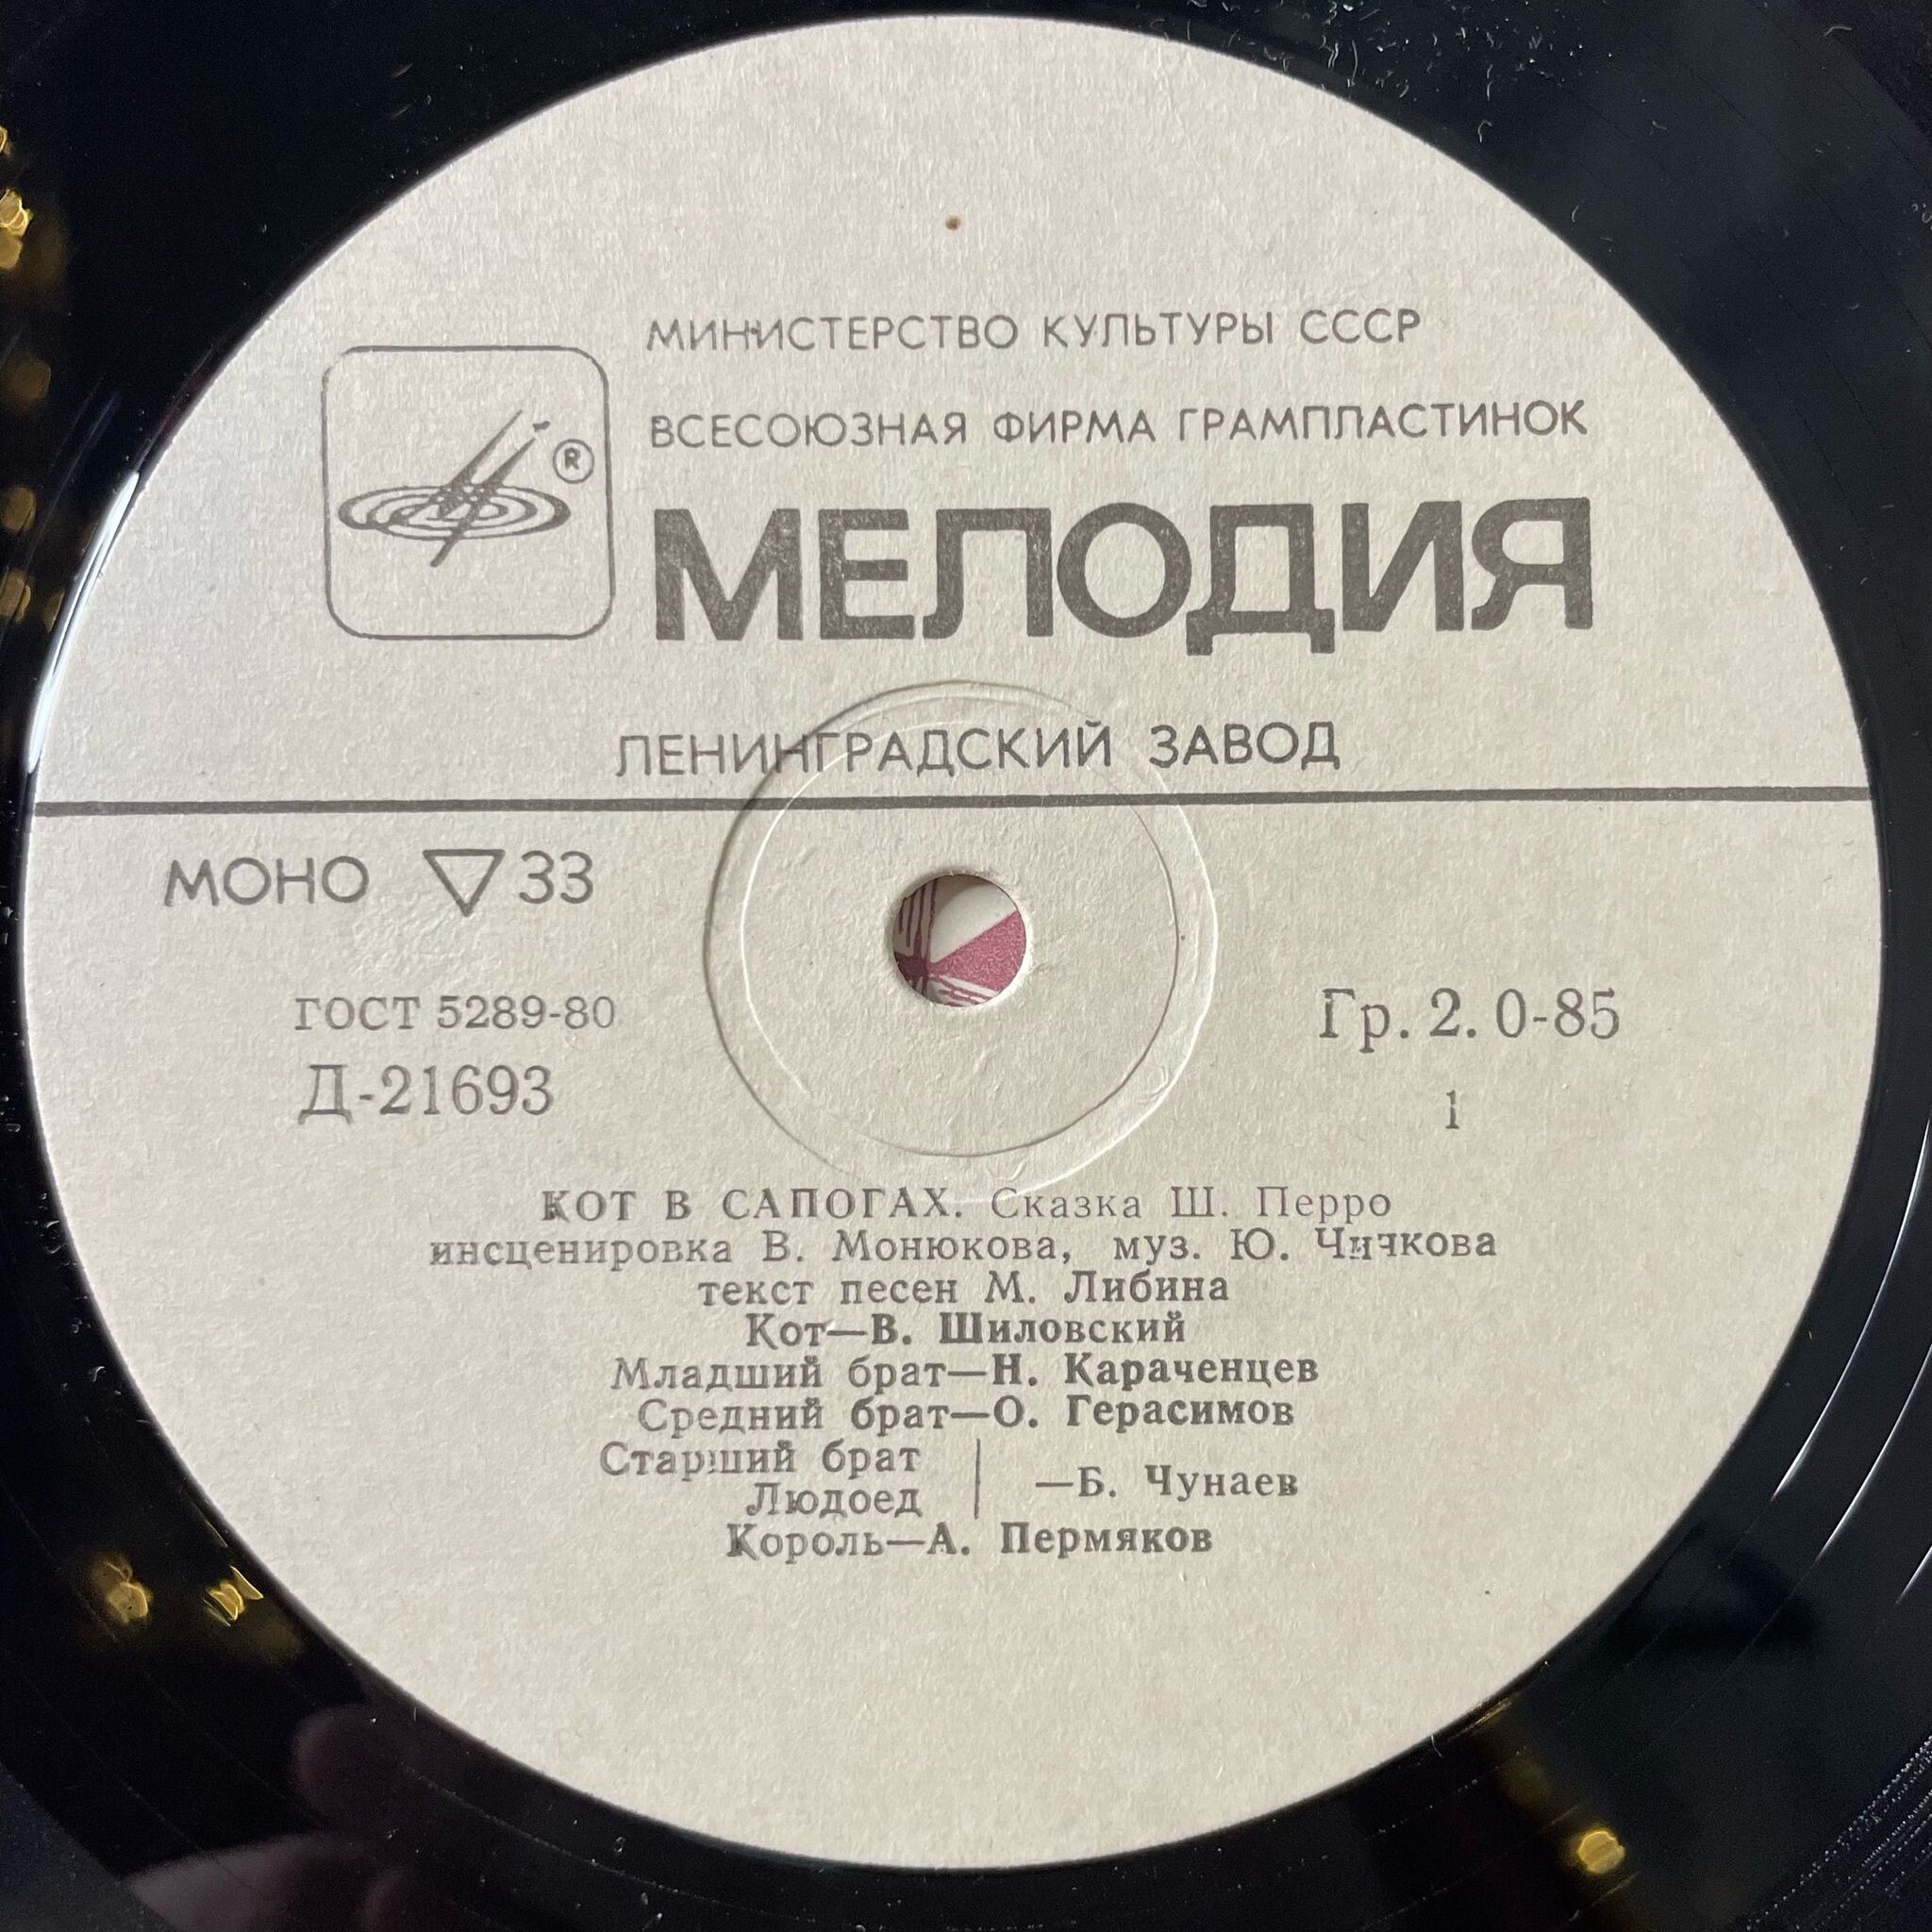 МИНИСТЕРСТВО КУЛЬТУРЫ СССР
ВСЕСОЮЗНАЯ ФИРМА ГРАМПЛАСТИНОК
®
МЕЛОДИЯ
ЛЕНИНГРАДСКИЙ ЗАВОД
МОНО ▽ 33
ГОСТ 5289-80
Гр. 2. 0-85
Д-21693
1
КОТ В САПОГАХ. Сказка Ш. Перро
инсценировка В. Монюкова, муз. Ю. Чичкова
текст песен М. Либина
Кот—В. Шиловский
Младший брат—Н. Караченцев
Средний брат—О. Герасимов
Старший брат
Людоед
—Б. Чунаев
Король—А. Пермяков